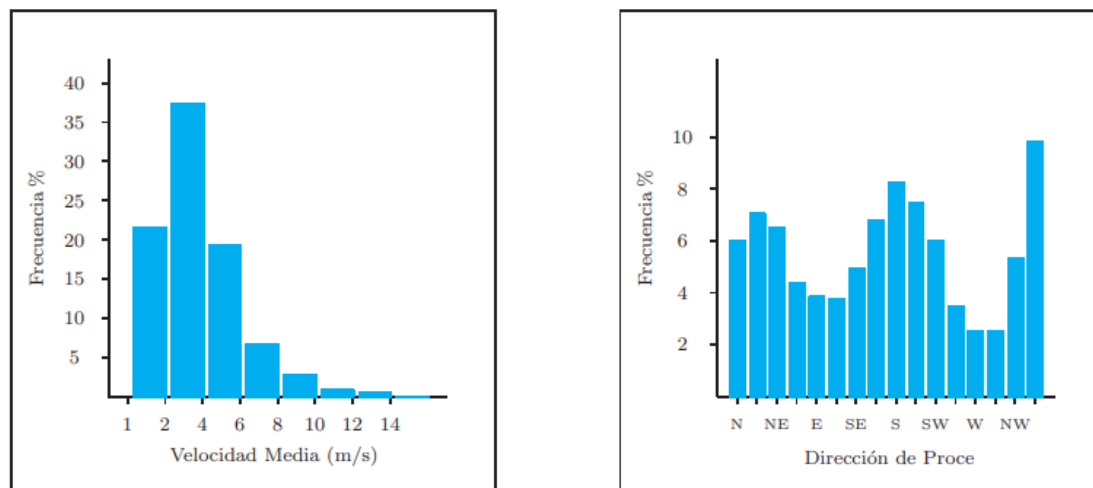 40
35
30
25
20
15
10
5
Frecuencia %
1 2 4 6 8 10 12 14
Velocidad Media (m/s)
10
8
6
4
2
Frecuencia %
N NE E SE S SW W NW
Dirección de Proce